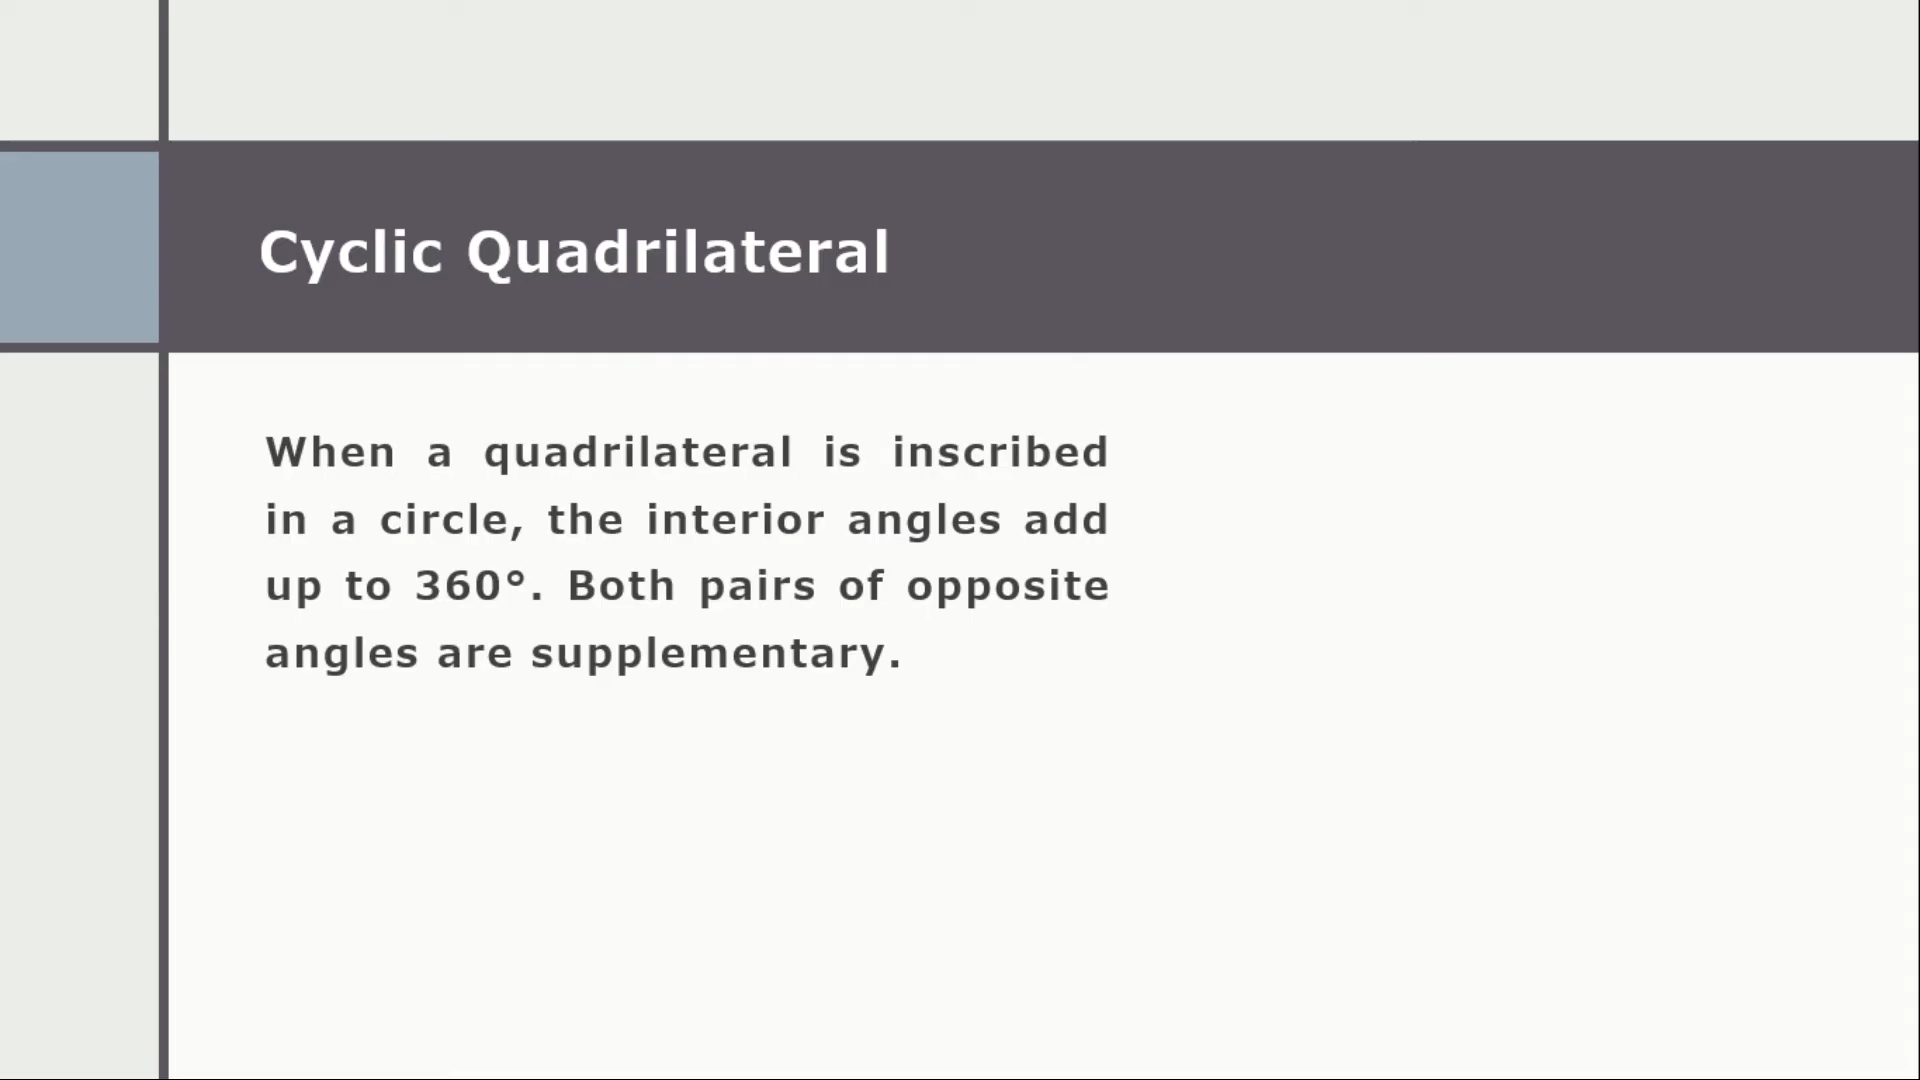 Cyclic Quadrilateral
When a quadrilateral is inscribed
in a circle, the interior angles add
up to 360°. Both pairs of opposite
angles are supplementary.